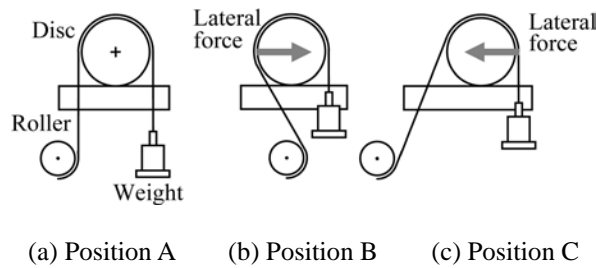 Disc
Roller
Weight
Lateral
force
Lateral
force
(a) Position A
(b) Position B
(c) Position C